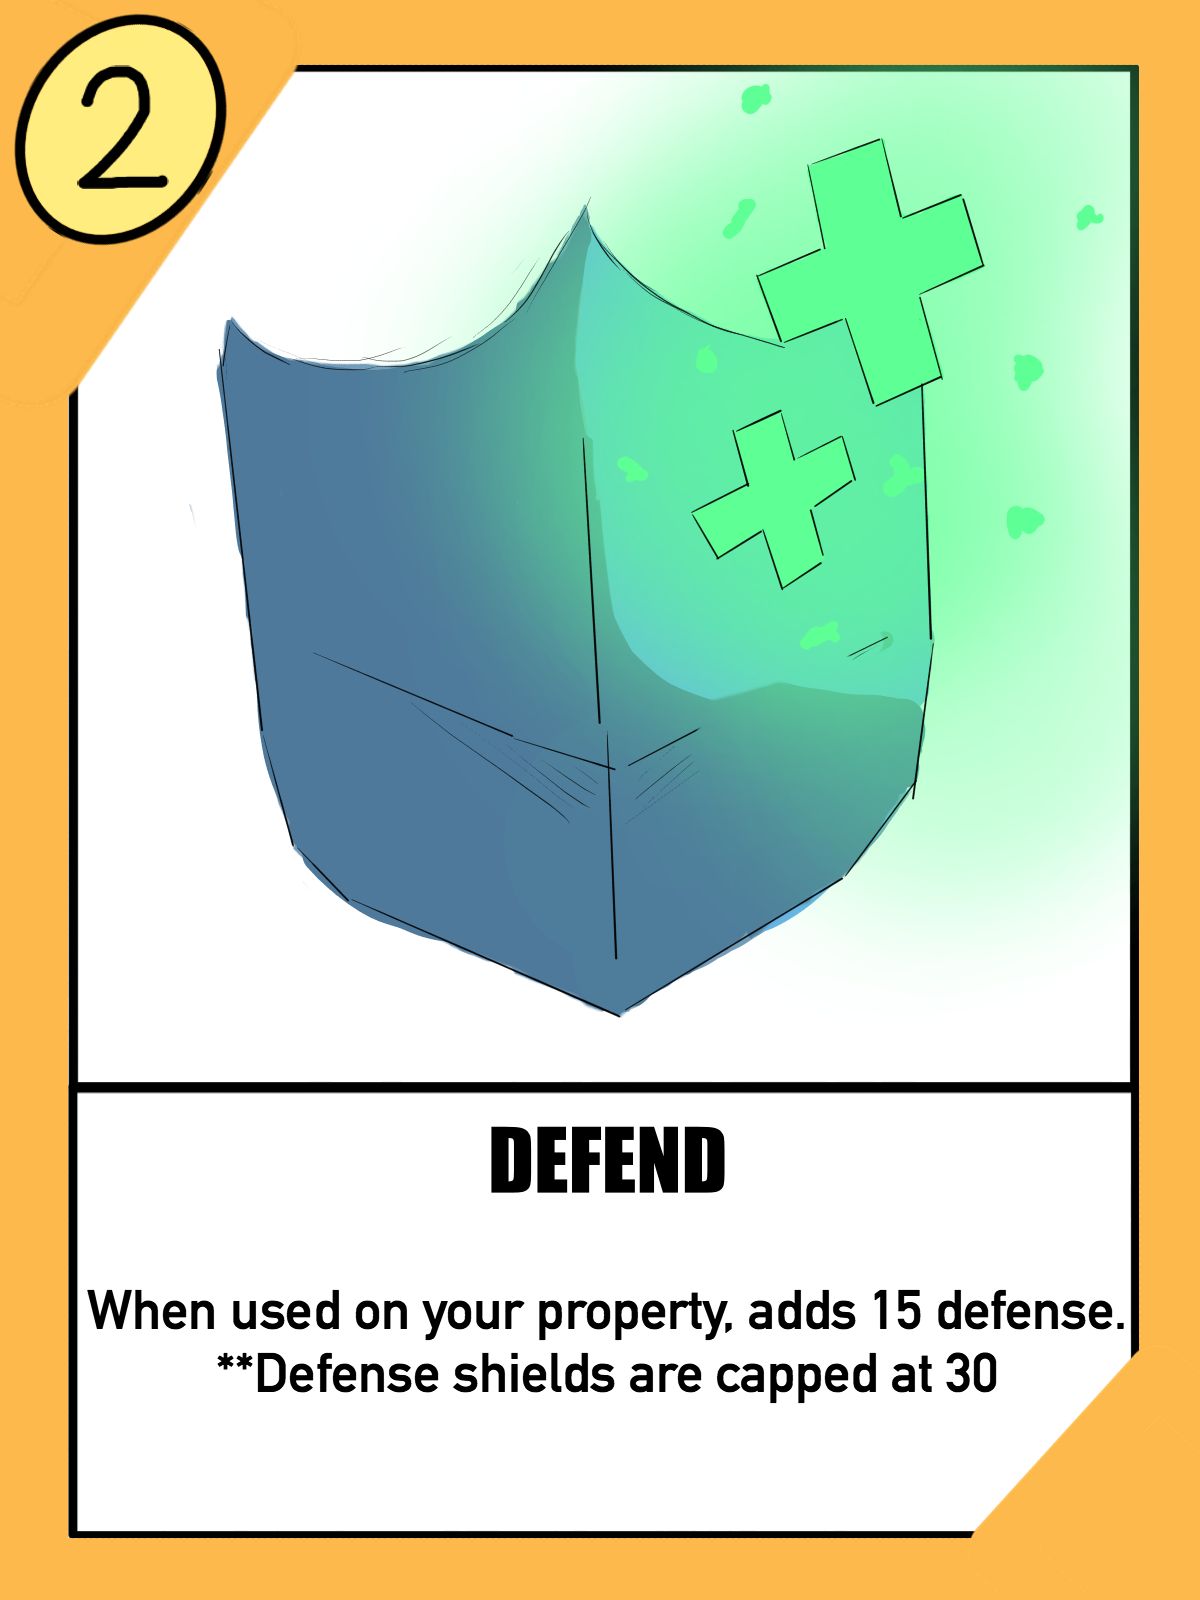 2
DEFEND
When used on your property, adds 15 defense.
**Defense shields are capped at 30